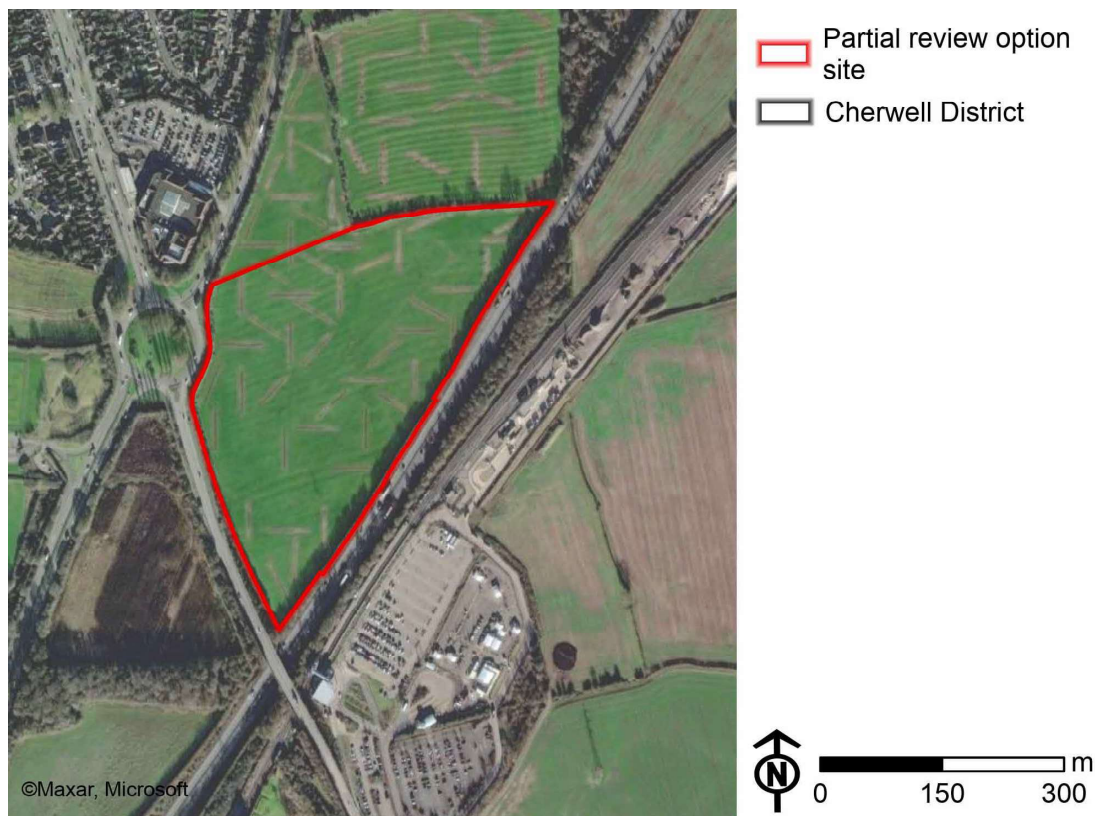 Partial review option
site
Cherwell District
©Maxar, Microsoft
N
m
0 150 300